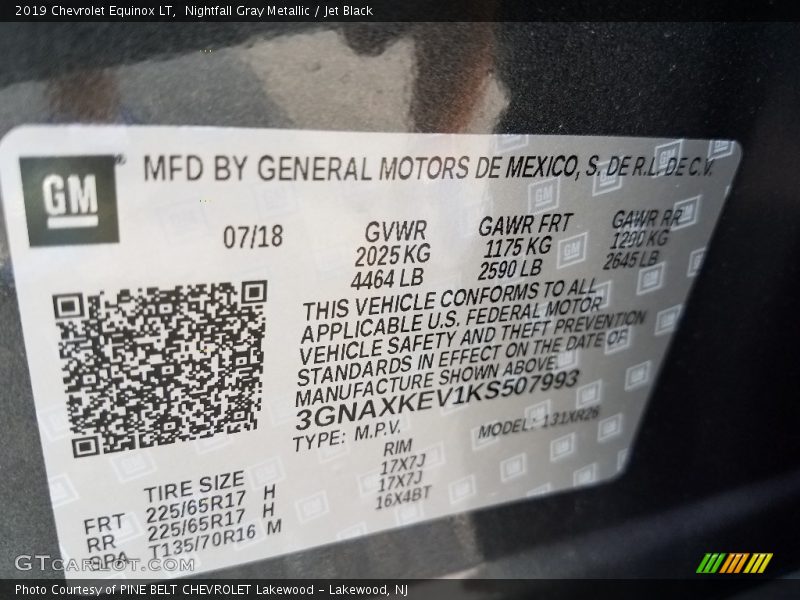 2019 Chevrolet Equinox LT, Nightfall Gray Metallic / Jet Black
GM® MFD BY GENERAL MOTORS DE MEXICO, S. DE R.L. DE C.V.
07/18
GVWR
2025 KG
4464 LB
GAWR FRT
1175 KG
2590 LB
GAWR RR
1200 KG
2645 LB
THIS VEHICLE CONFORMS TO ALL
APPLICABLE U.S. FEDERAL MOTOR
VEHICLE SAFETY AND THEFT PREVENTION
STANDARDS IN EFFECT ON THE DATE OF
MANUFACTURE SHOWN ABOVE
3GNAXKEV1KS507993
TYPE: M.P.V.
MODEL: 131XR26
TIRE SIZE RIM
FRT 225/65R17 H 17X7J
RR 225/65R17 H 17X7J
SPA T135/70R16 M 16X4BT
GTcarlot.com
Photo Courtesy of PINE BELT CHEVROLET Lakewood - Lakewood, NJ